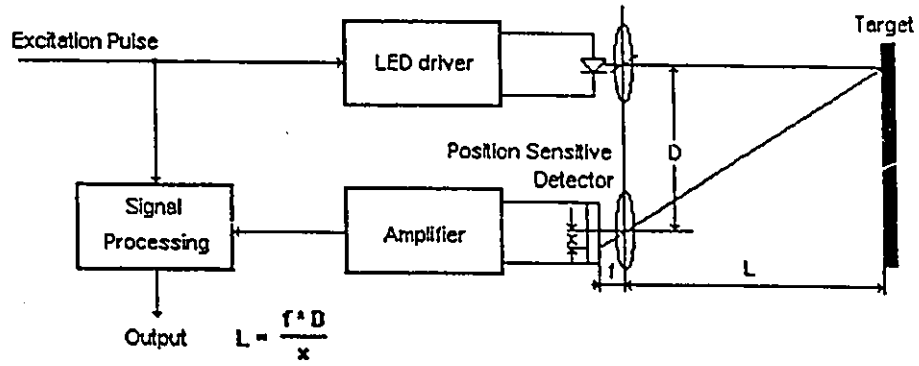 Target
Excitation Pulse
LED driver
Position Sensitive
Detector
D
Signal
Processing
Amplifier
x
f
L
Output
L = f * D
x